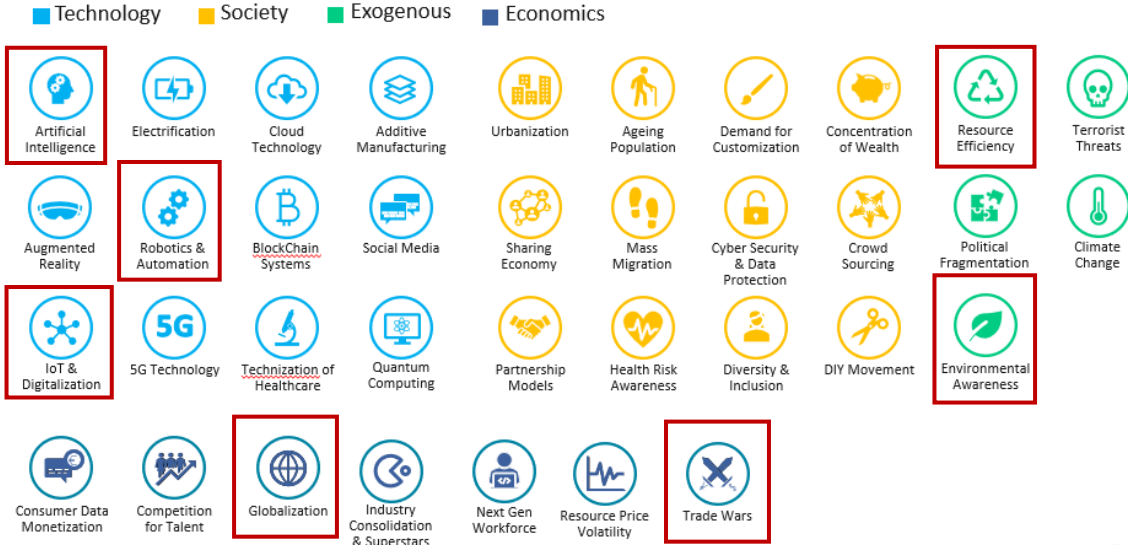 Technology Society Exogenous Economics
Artificial
Intelligence
Electrification
Cloud
Technology
Additive
Manufacturing
Urbanization
Ageing
Population
Demand for
Customization
Concentration
of Wealth
Resource
Efficiency
Terrorist
Threats
Augmented
Reality
Robotics &
Automation
BlockChain
Systems
Social Media
Sharing
Economy
Mass
Migration
Cyber Security
& Data
Protection
Crowd
Sourcing
Political
Fragmentation
Climate
Change
IoT &
Digitalization
5G
5G Technology
Technization of
Healthcare
Quantum
Computing
Partnership
Models
Health Risk
Awareness
Diversity &
Inclusion
DIY Movement
Environmental
Awareness
Consumer Data
Monetization
Competition
for Talent
Globalization
Industry
Consolidation
& Superstars
Next Gen
Workforce
Resource Price
Volatility
Trade Wars